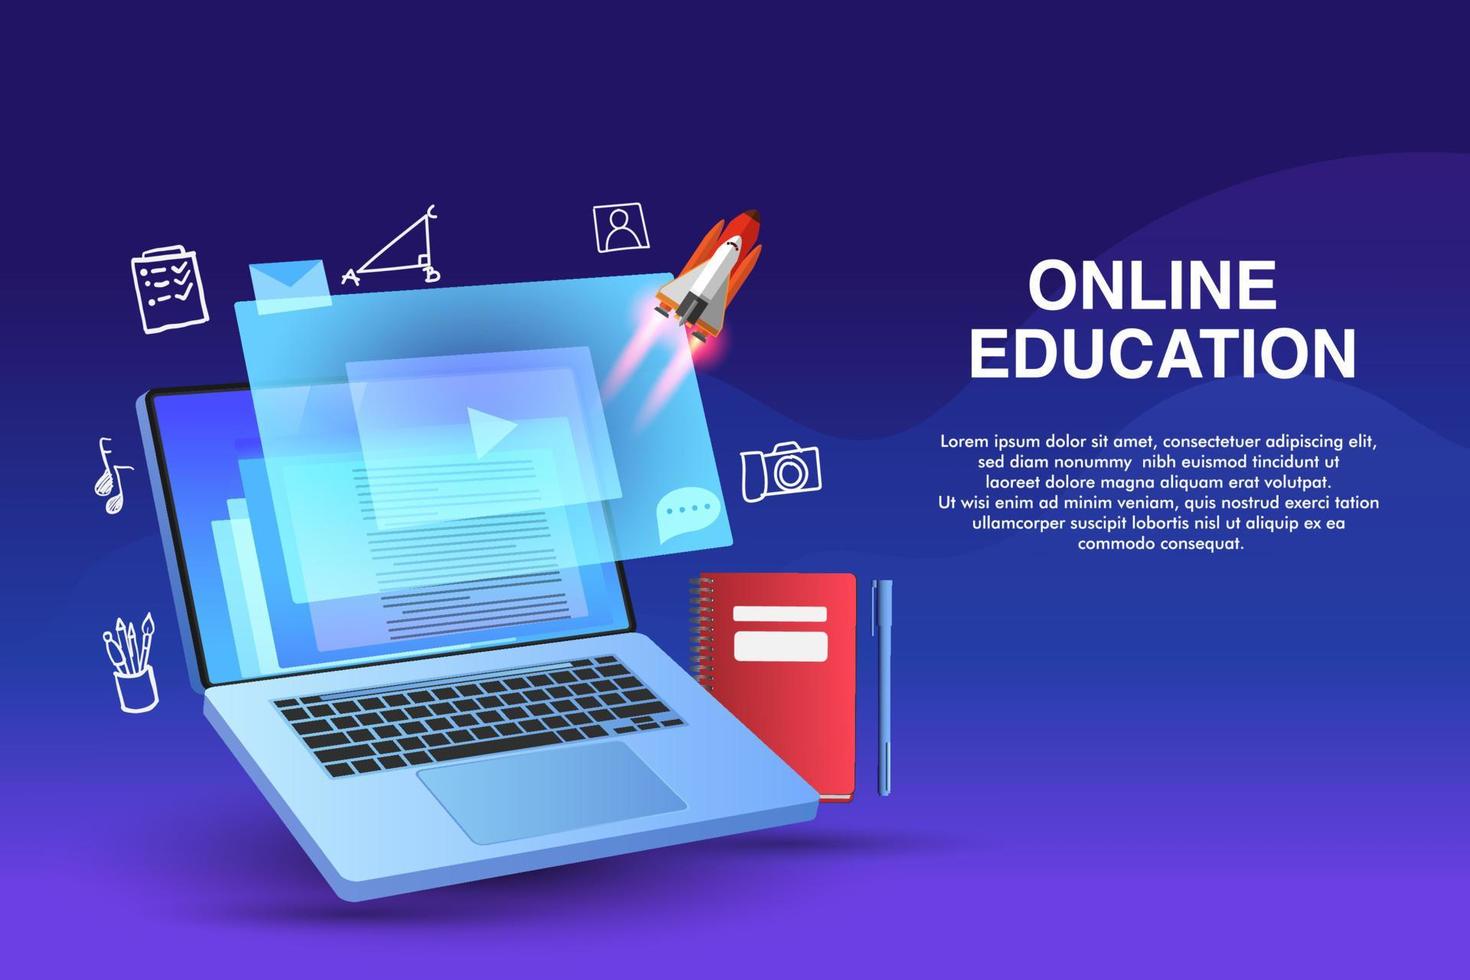 C
A
B
ONLINE
EDUCATION
Lorem ipsum dolor sit amet, consectetuer adipiscing elit,
sed diam nonummy nibh euismod tincidunt ut
laoreet dolore magna aliquam erat volutpat.
Ut wisi enim ad minim veniam, quis nostrud exerci tation
ullamcorper suscipit lobortis nisl ut aliquip ex ea
commodo consequat.